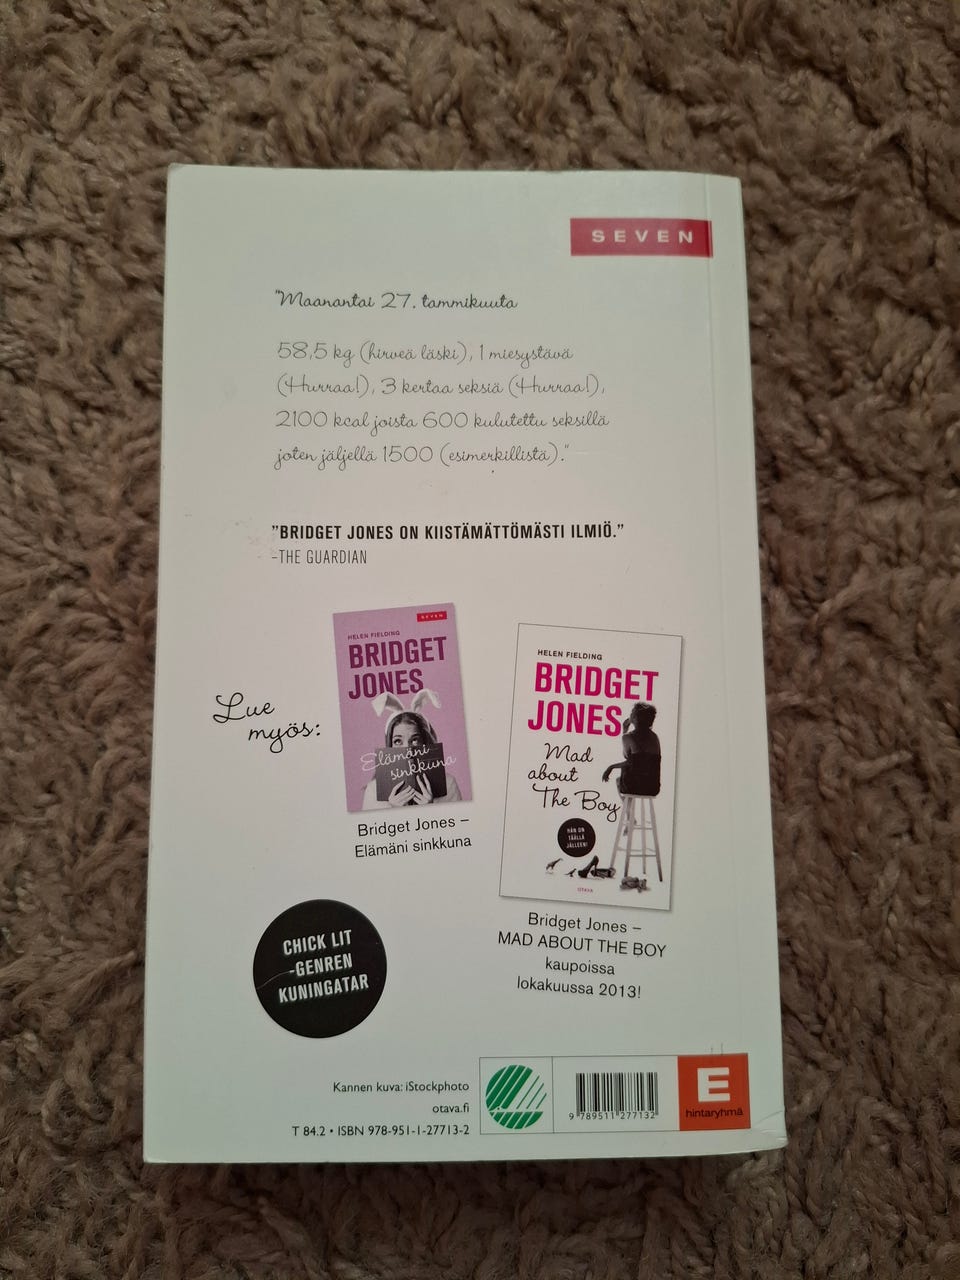 SEVEN
"Maanantai 27. tammikuuta
58,5 kg (hirveä läski), 1 miesystävä
(Hurraa!), 3 kertaa seksiä (Hurraa!),
2100 kcal joista 600 kulutettu seksillä
joten jäljellä 1500 (esimerkillistä)."
"BRIDGET JONES ON KIISTÄMÄTTÖMÄSTI ILMIÖ."
–THE GUARDIAN
Lue
myös:
SEVEN
HELEN FIELDING
BRIDGET
JONES
Elämäni
sinkkuna
Bridget Jones –
Elämäni sinkkuna
HELEN FIELDING
BRIDGET
JONES
Mad
about
The Boy
HÄN ON
TÄÄLLÄ
JÄLLEEN!
OTAVA
Bridget Jones –
MAD ABOUT THE BOY
kaupoissa
lokakuussa 2013!
CHICK LIT
-GENREN
KUNINGATAR
Kannen kuva: iStockphoto
otava.fi
T 84.2 • ISBN 978-951-1-27713-2
9 789511 277132
E
hintaryhmä